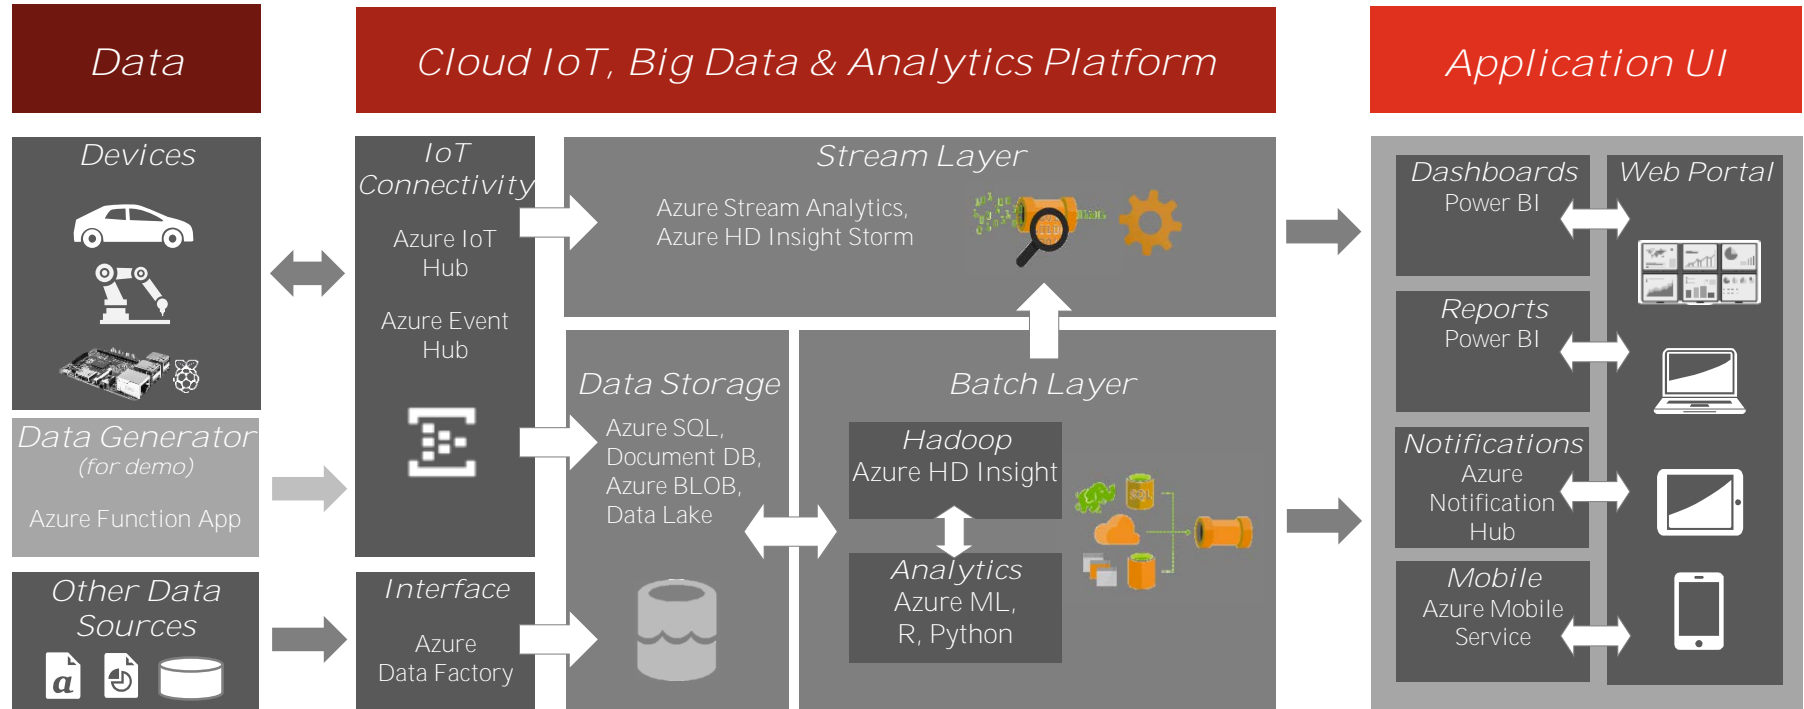 Data
Cloud IoT, Big Data & Analytics Platform
Application UI
Devices
Data Generator
(for demo)
Azure Function App
Other Data
Sources
a
IoT
Connectivity
Azure IoT
Hub
Azure Event
Hub
Interface
Azure
Data Factory
Stream Layer
Azure Stream Analytics,
Azure HD Insight Storm
Data Storage
Azure SQL,
Document DB,
Azure BLOB,
Data Lake
Batch Layer
Hadoop
Azure HD Insight
Analytics
Azure ML,
R, Python
SQL
Dashboards
Power BI
Reports
Power BI
Notifications
Azure
Notification
Hub
Mobile
Azure Mobile
Service
Web Portal